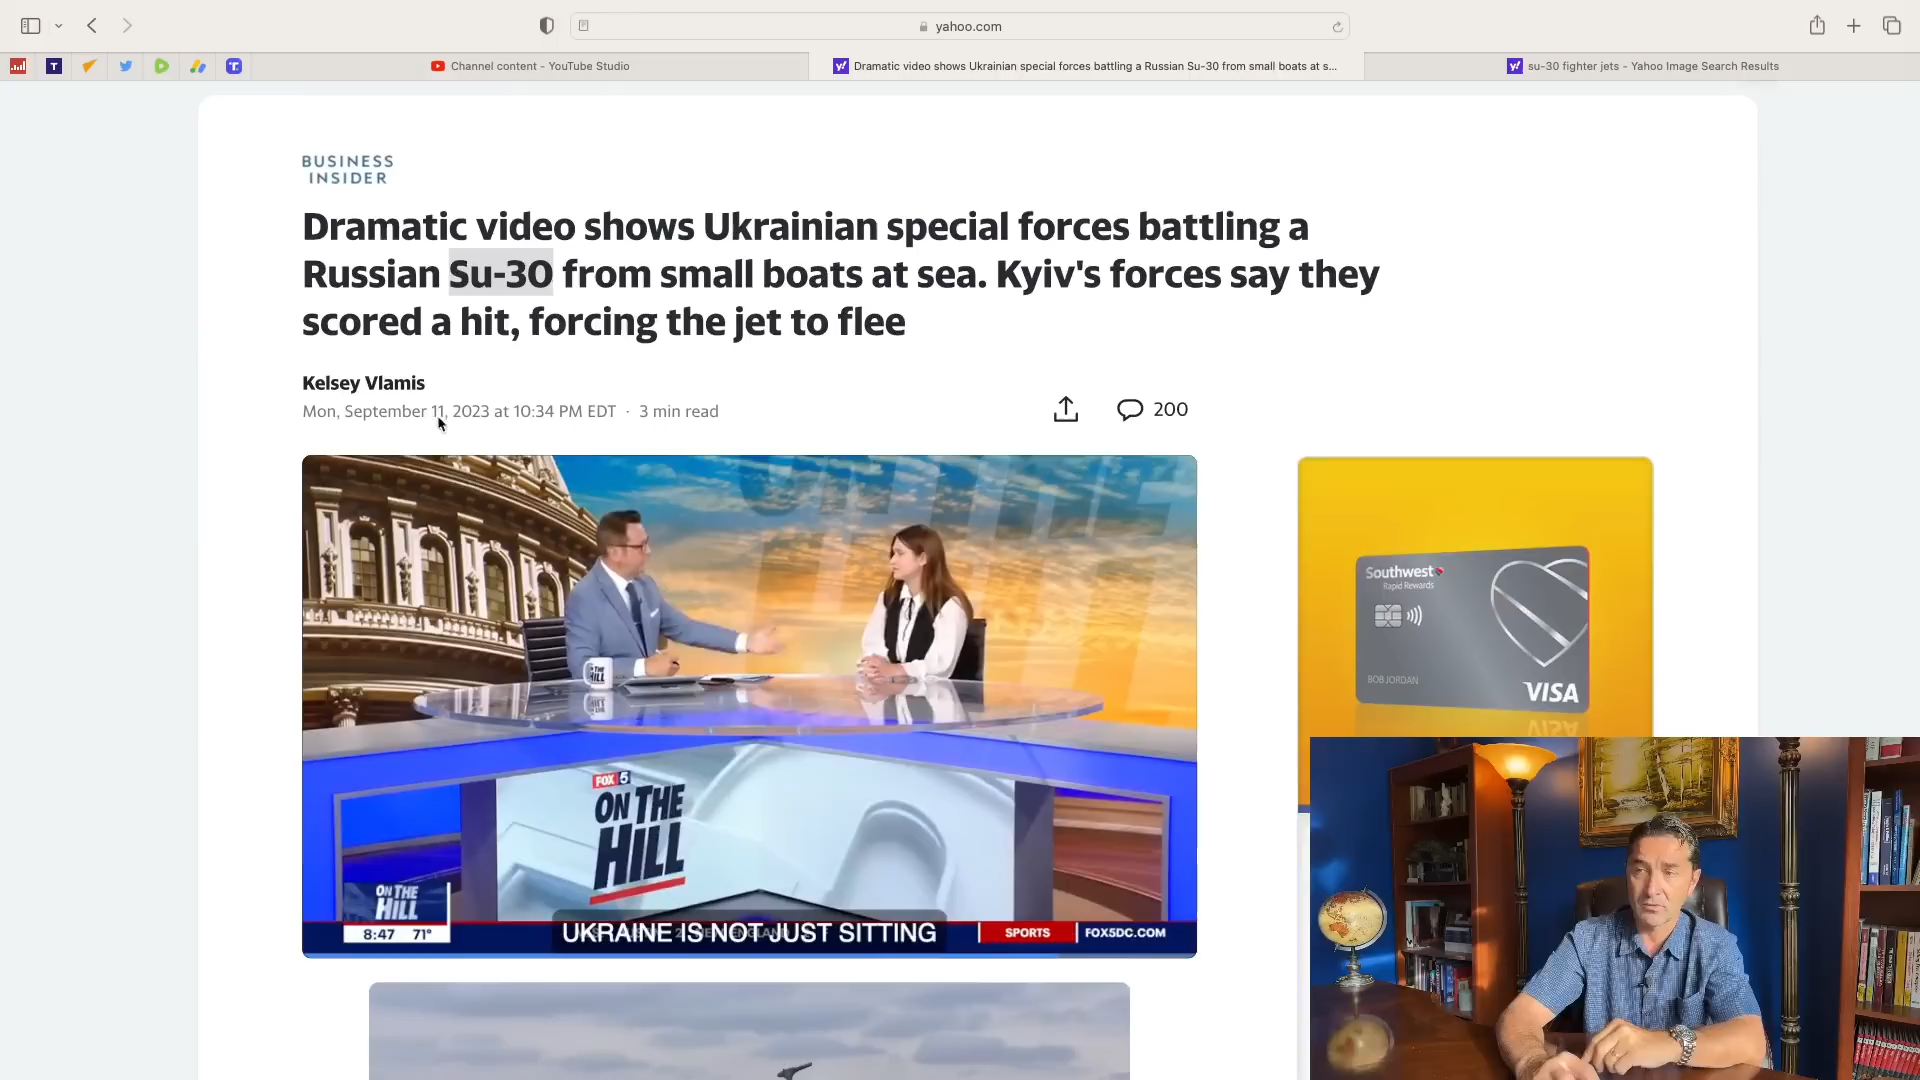 yahoo.com
Channel content - YouTube Studio
Dramatic video shows Ukrainian special forces battling a Russian Su-30 from small boats at s...
su-30 fighter jets - Yahoo Image Search Results
BUSINESS
INSIDER
Dramatic video shows Ukrainian special forces battling a
Russian Su-30 from small boats at sea. Kyiv's forces say they
scored a hit, forcing the jet to flee
Kelsey Vlamis
Mon, September 11, 2023 at 10:34 PM EDT · 3 min read
200
Southwest
Rapid Rewards
BOB JORDAN
VISA
ON THE
HILL
FOX 5
ON THE
HILL
ON THE
HILL
8:47 71°
UKRAINE IS NOT JUST SITTING
SPORTS
FOX5DC.COM